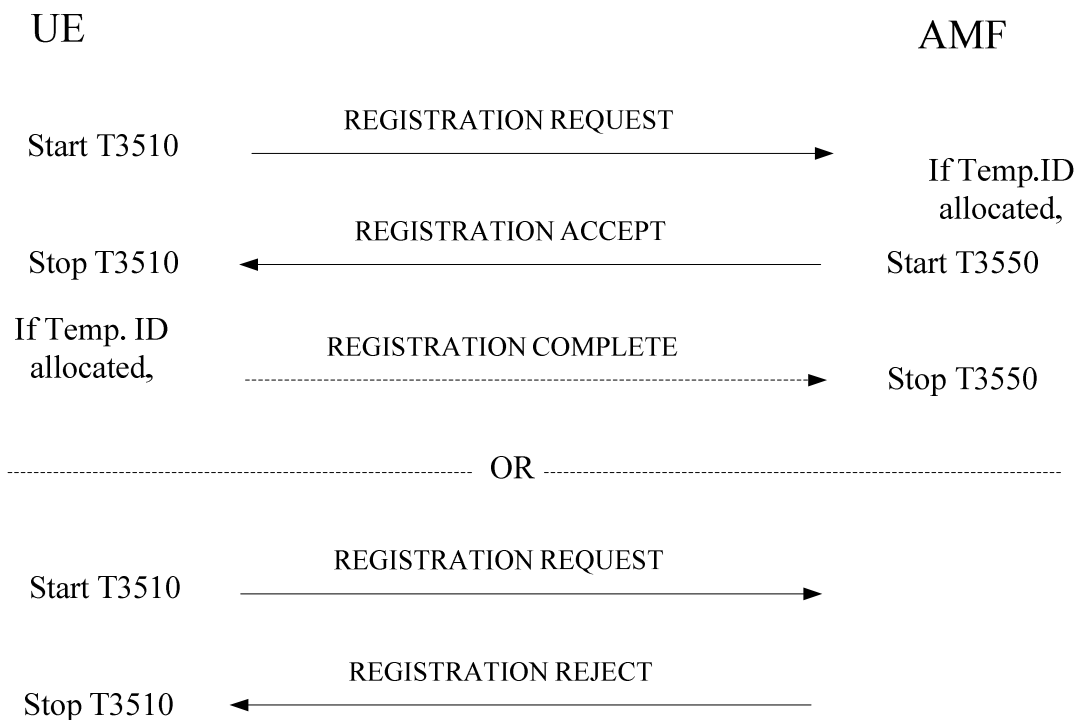 UE
AMF
REGISTRATION REQUEST
Start T3510
If Temp.ID
allocated,
REGISTRATION ACCEPT
Stop T3510
Start T3550
If Temp. ID
allocated,
REGISTRATION COMPLETE
Stop T3550
OR
REGISTRATION REQUEST
Start T3510
REGISTRATION REJECT
Stop T3510